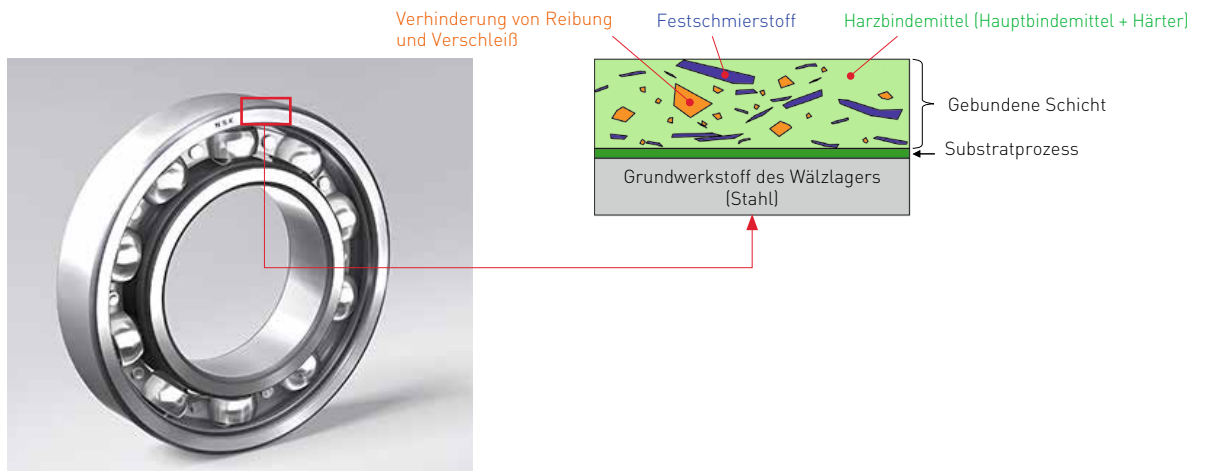 Verhinderung von Reibung
und Verschleiß
Festschmierstoff
Harzbindemittel (Hauptbindemittel + Härter)
NSK
Gebundene Schicht
Substratprozess
Grundwerkstoff des Wälzlagers
(Stahl)